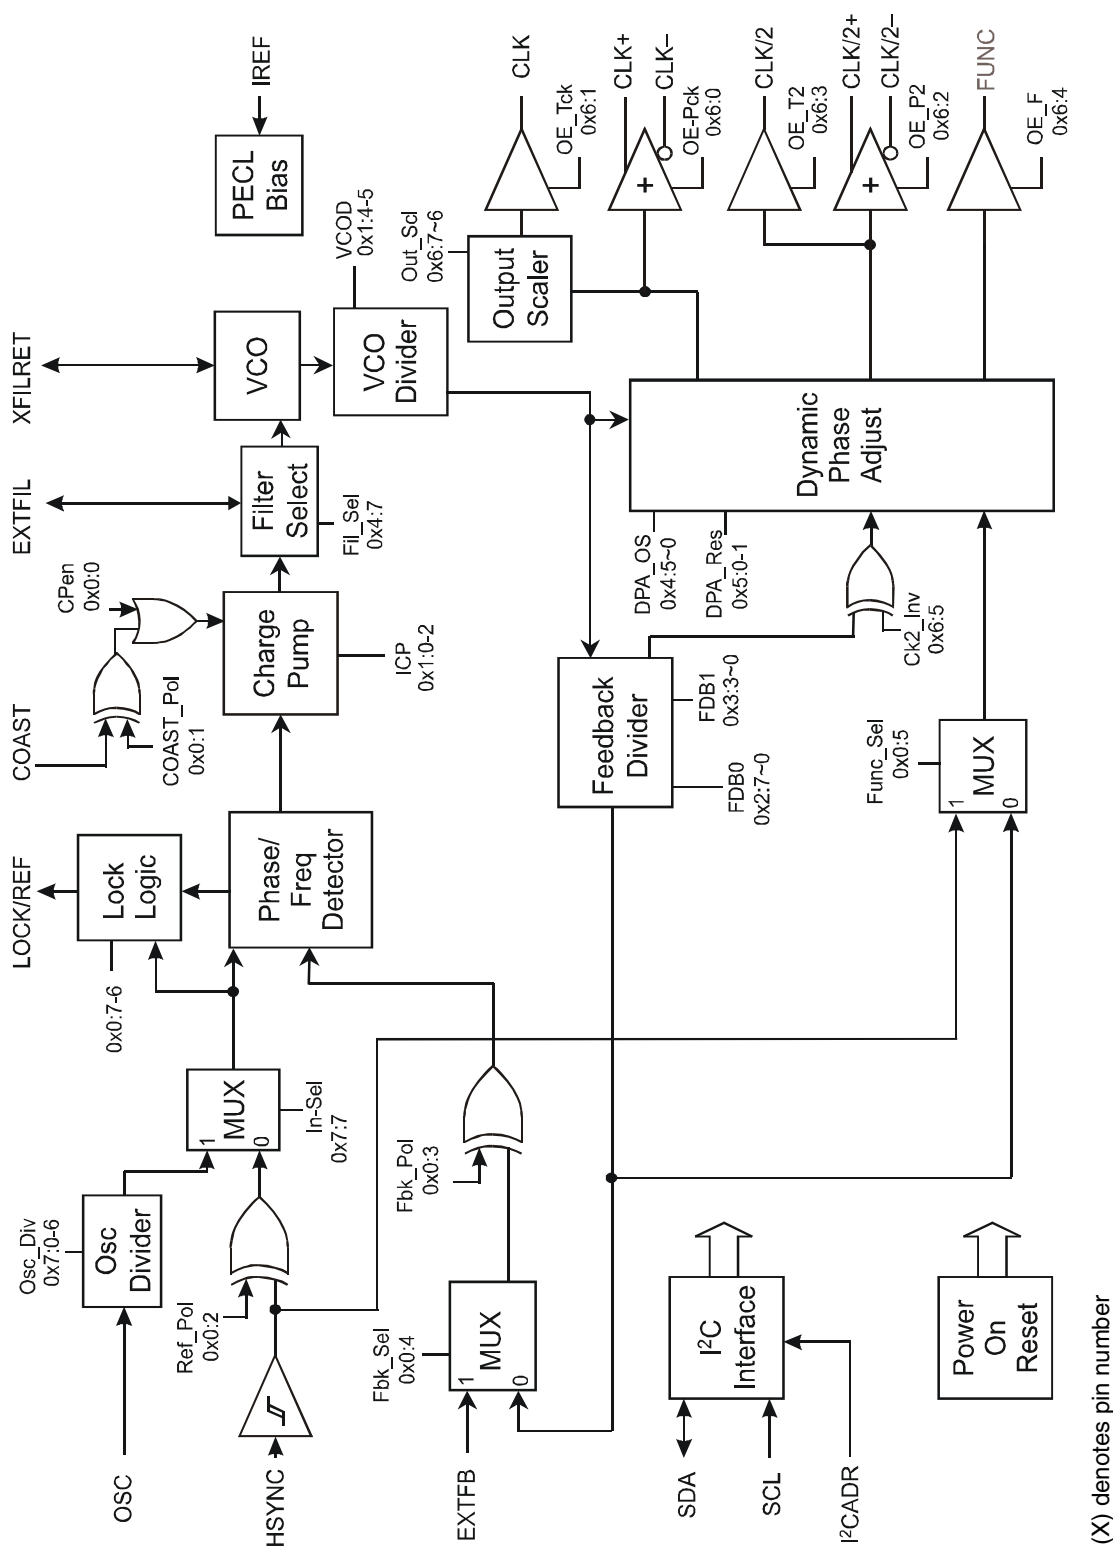 OSC
HSYNC
EXTFB
Osc_Div
0x7:0-6
Osc
Divider
Ref_Pol
0x0:2
MUX
1
0
In-Sel
0x7:7
Fbk_Sel
0x0:4
MUX
1
0
Fbk_Pol
0x0:3
LOCK/REF
Lock
Logic
0x0:7-6
Phase/
Freq
Detector
COAST
COAST_Pol
0x0:1
CPen
0x0:0
Charge
Pump
ICP
0x1:0-2
EXTFIL
Filter
Select
Fil_Sel
0x4:7
XFILRET
VCO
VCO
Divider
VCOD
0x1:4-5
PECL
Bias
IREF
Feedback
Divider
FDB0
0x2:7~0
FDB1
0x3:3~0
DPA_OS
0x4:5~0
DPA_Res
0x5:0-1
Ck2_Inv
0x6:5
Func_Sel
0x0:5
MUX
1
0
Dynamic
Phase
Adjust
Output
Scaler
Out_Scl
0x6:7~6
CLK
OE_Tck
0x6:1
CLK+
CLK–
+
OE-Pck
0x6:0
CLK/2
OE_T2
0x6:3
CLK/2+
CLK/2–
+
OE_P2
0x6:2
FUNC
OE_F
0x6:4
SDA
SCL
I2CADR
I2C
Interface
Power
On
Reset
(X) denotes pin number